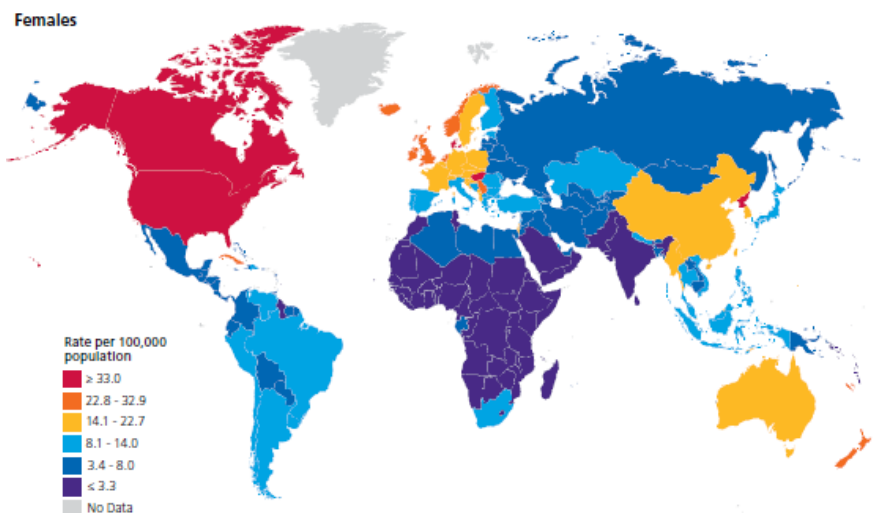 Females
Rate per 100,000
population
≥ 33.0
22.8 - 32.9
14.1 - 22.7
8.1 - 14.0
3.4 - 8.0
≤ 3.3
No Data